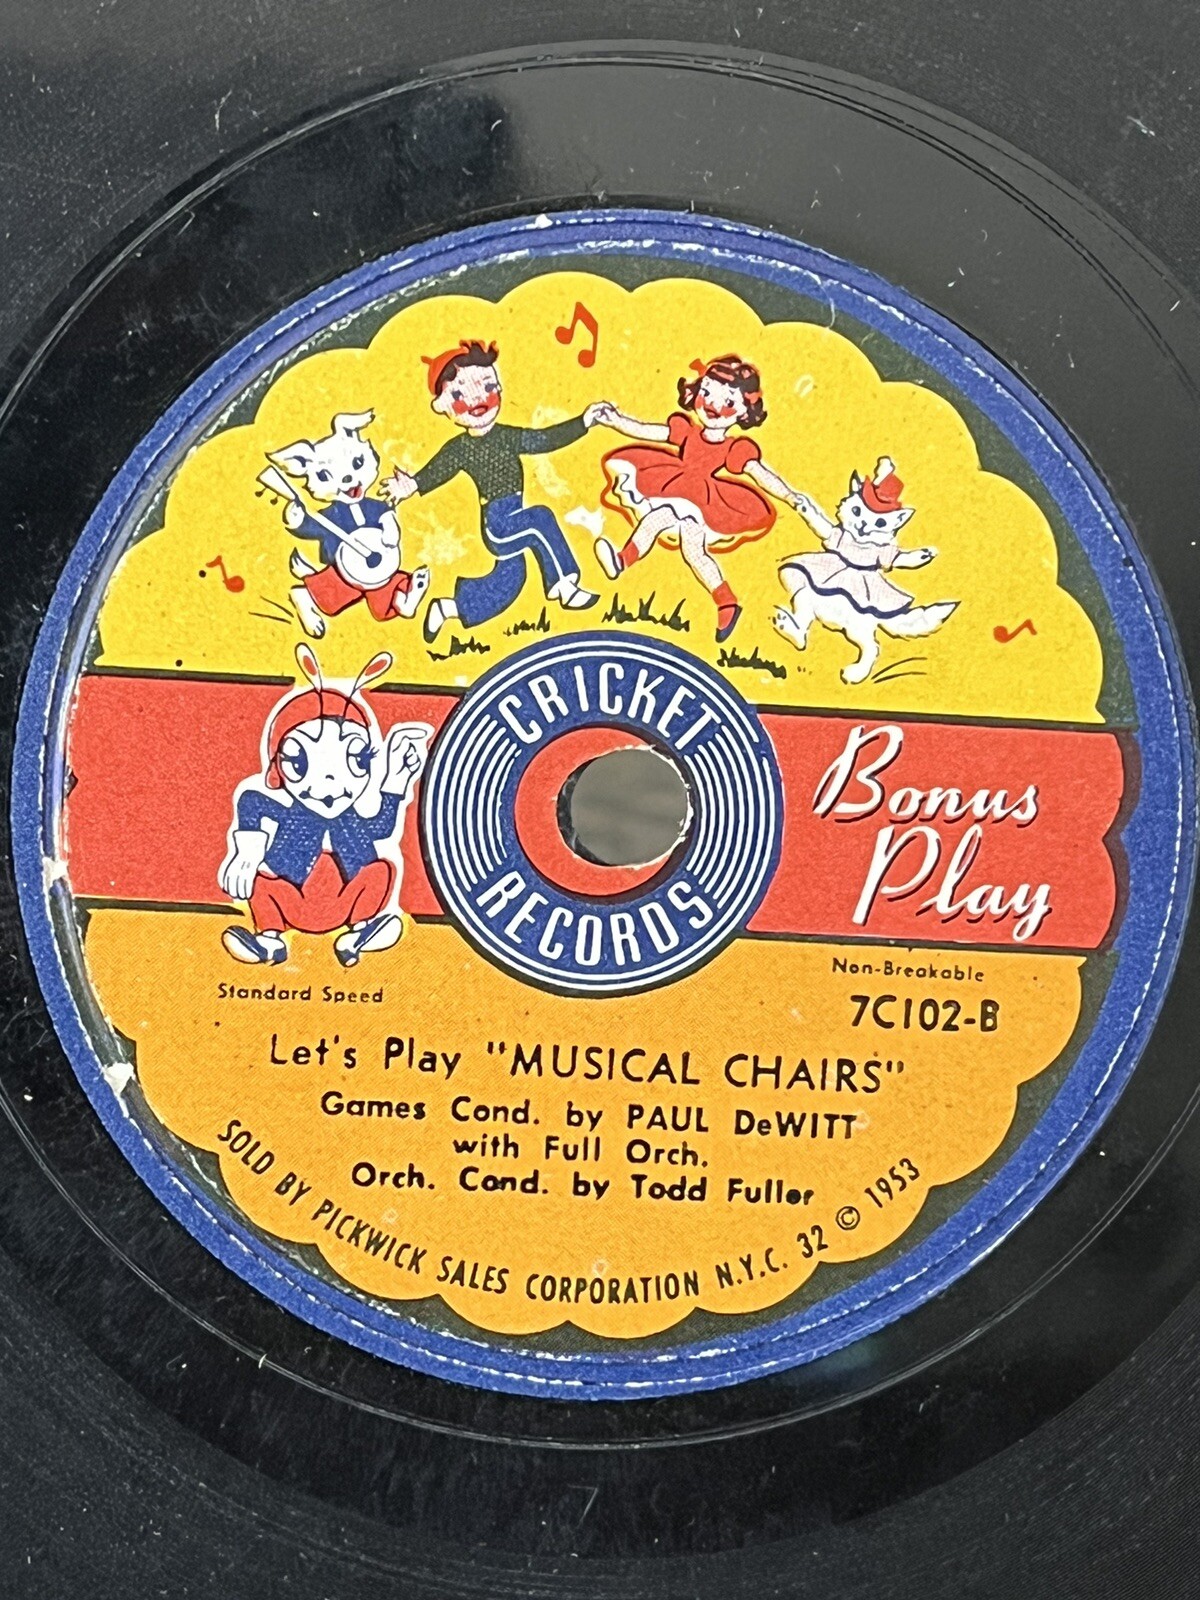 CRICKET
RECORDS
Bonus
Play
Standard Speed
Non-Breakable
7C102-B
Let's Play "MUSICAL CHAIRS"
Games Cond. by PAUL DeWITT
with Full Orch.
Orch. Cond. by Todd Fuller
SOLD BY PICKWICK SALES CORPORATION N.Y.C. 32 © 1953